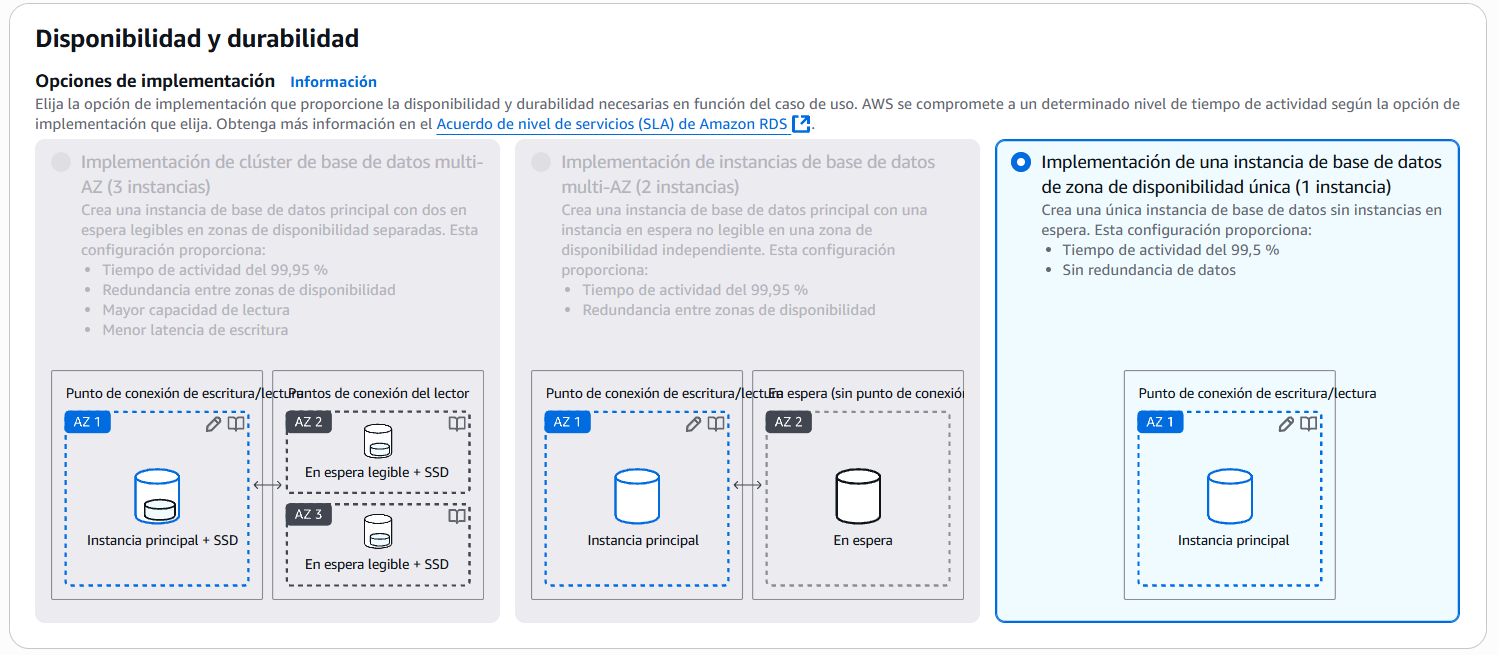 Disponibilidad y durabilidad
Opciones de implementación Información
Elija la opción de implementación que proporcione la disponibilidad y durabilidad necesarias en función del caso de uso. AWS se compromete a un determinado nivel de tiempo de actividad según la opción de
implementación que elija. Obtenga más información en el Acuerdo de nivel de servicios (SLA) de Amazon RDS.
Implementación de clúster de base de datos multi-
AZ (3 instancias)
Crea una instancia de base de datos principal con dos en
espera legibles en zonas de disponibilidad separadas. Esta
configuración proporciona:
• Tiempo de actividad del 99,95 %
• Redundancia entre zonas de disponibilidad
• Mayor capacidad de lectura
• Menor latencia de escritura
Punto de conexión de escritura/lectura
Puntos de conexión del lector
AZ 1
Instancia principal + SSD
AZ 2
En espera legible + SSD
AZ 3
En espera legible + SSD
Implementación de instancias de base de datos
multi-AZ (2 instancias)
Crea una instancia de base de datos principal con una
instancia en espera no legible en una zona de
disponibilidad independiente. Esta configuración
proporciona:
• Tiempo de actividad del 99,95 %
• Redundancia entre zonas de disponibilidad
Punto de conexión de escritura/lectura
En espera (sin punto de conexión
AZ 1
Instancia principal
AZ 2
En espera
Implementación de una instancia de base de datos
de zona de disponibilidad única (1 instancia)
Crea una única instancia de base de datos sin instancias en
espera. Esta configuración proporciona:
• Tiempo de actividad del 99,5 %
• Sin redundancia de datos
Punto de conexión de escritura/lectura
AZ 1
Instancia principal